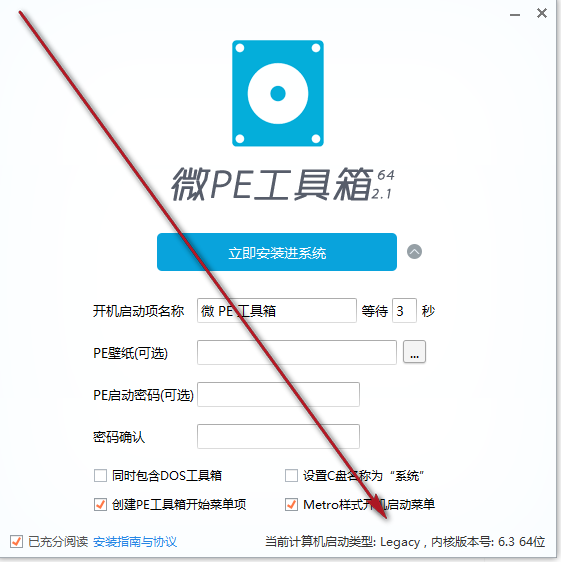 微PE工具箱 64
2.1
立即安装进系统
开机启动项名称 微 PE 工具箱 等待 3 秒
PE壁纸(可选) ...
PE启动密码(可选)
密码确认
同时包含DOS工具箱 设置C盘名称为“系统”
创建PE工具箱开始菜单项 Metro样式开机启动菜单
已充分阅读 安装指南与协议 当前计算机启动类型: Legacy , 内核版本号: 6.3 64位